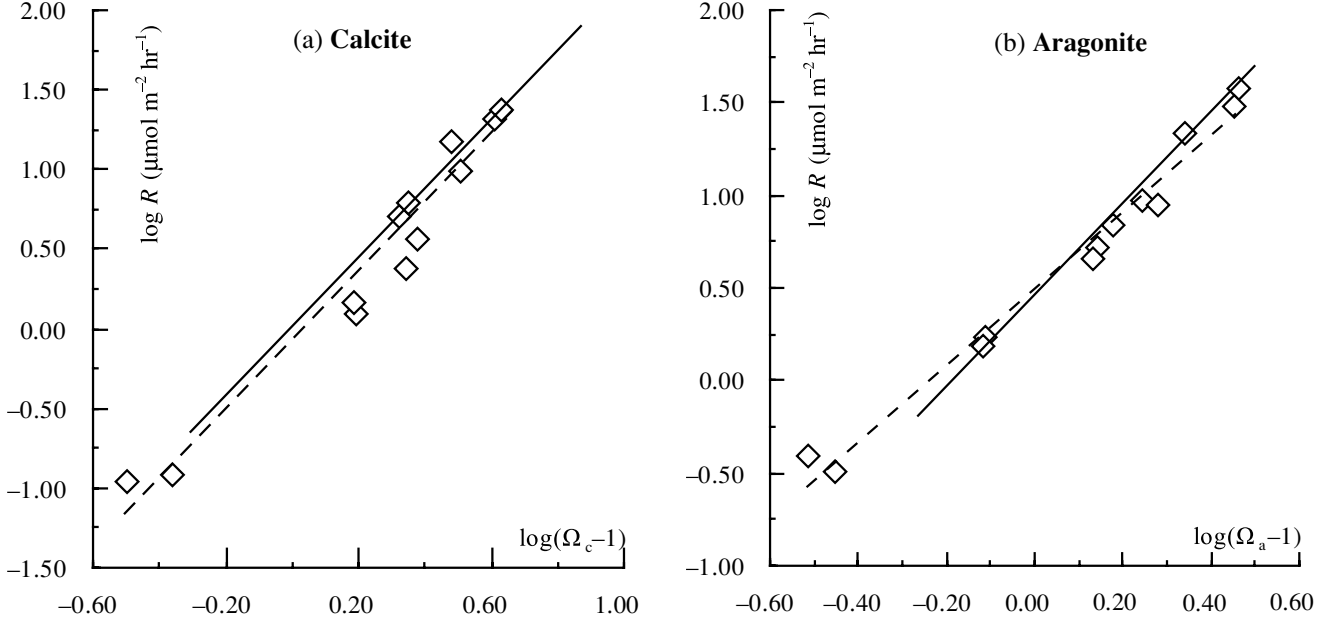 2.00
1.50
1.00
0.50
0.00
–0.50
–1.00
–1.50
log R (µmol m⁻² hr⁻¹)
(a) Calcite
log(Ωc–1)
–0.60 –0.20 0.20 0.60 1.00
2.00
1.50
1.00
0.50
0.00
–0.50
–1.00
log R (µmol m⁻² hr⁻¹)
(b) Aragonite
log(Ωa–1)
–0.60 –0.40 –0.20 0.00 0.20 0.40 0.60